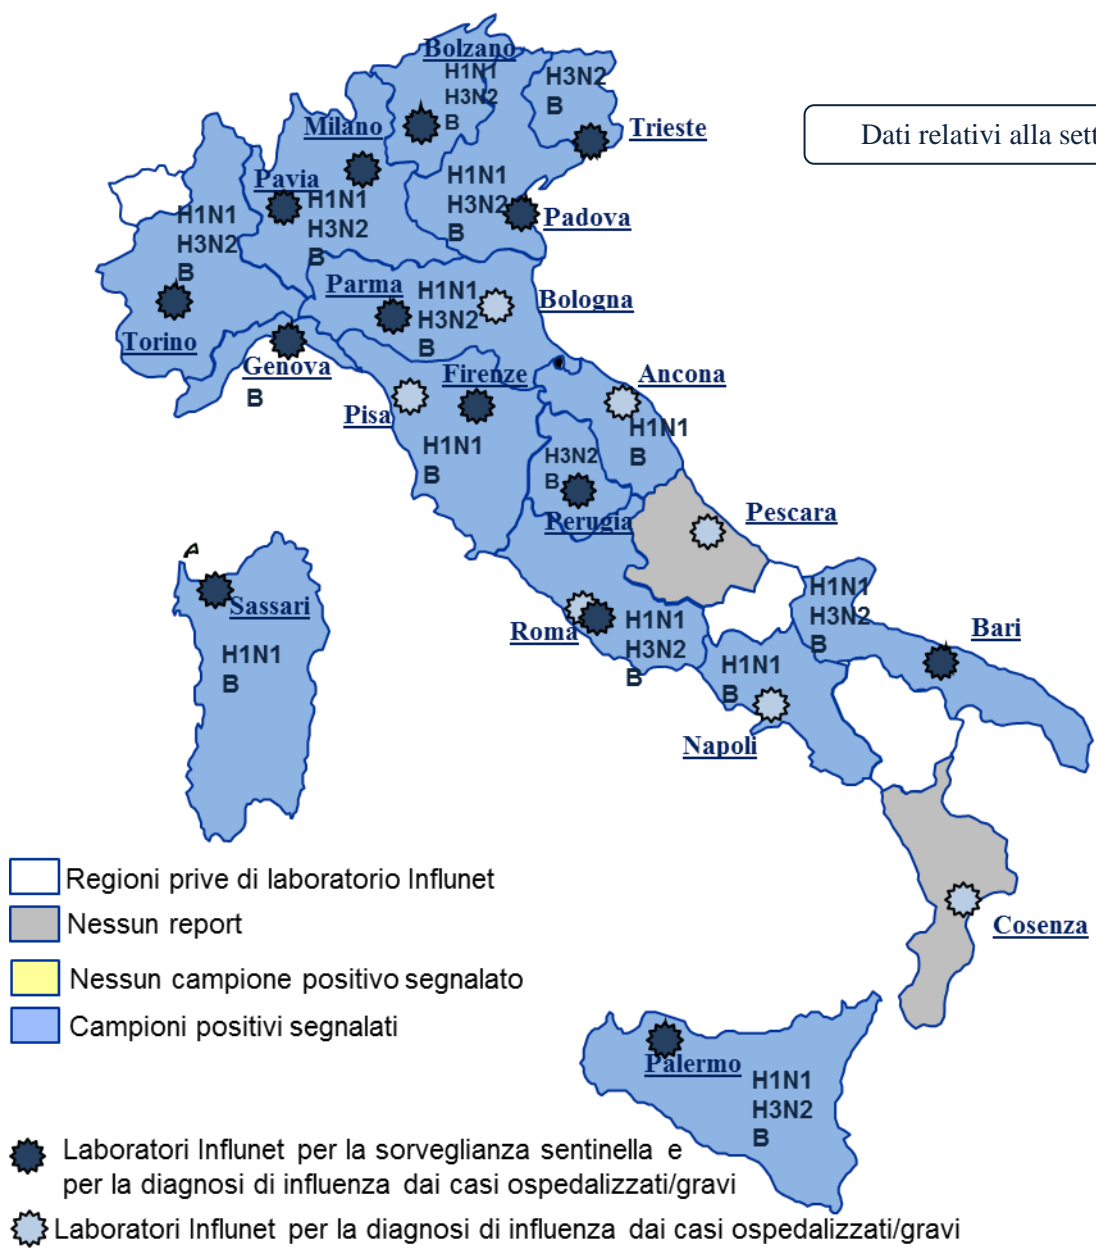 Bolzano
H1N1
H3N2
B
H3N2
B
Trieste
Dati relativi alla sett
Milano
Pavia
H1N1
H3N2
B
H1N1
H3N2
B
Padova
H1N1
H3N2
B
Torino
Parma
H1N1
H3N2
B
Bologna
Genova
B
Firenze
Pisa
H1N1
B
Ancona
H1N1
B
H3N2
B
Perugia
Pescara
A
Sassari
H1N1
B
Roma
H1N1
H3N2
B
H1N1
H3N2
B
Bari
H1N1
B
Napoli
Regioni prive di laboratorio Influnet
Nessun report
Nessun campione positivo segnalato
Campioni positivi segnalati
Cosenza
Palermo
H1N1
H3N2
B
Laboratori Influnet per la sorveglianza sentinella e
per la diagnosi di influenza dai casi ospedalizzati/gravi
Laboratori Influnet per la diagnosi di influenza dai casi ospedalizzati/gravi